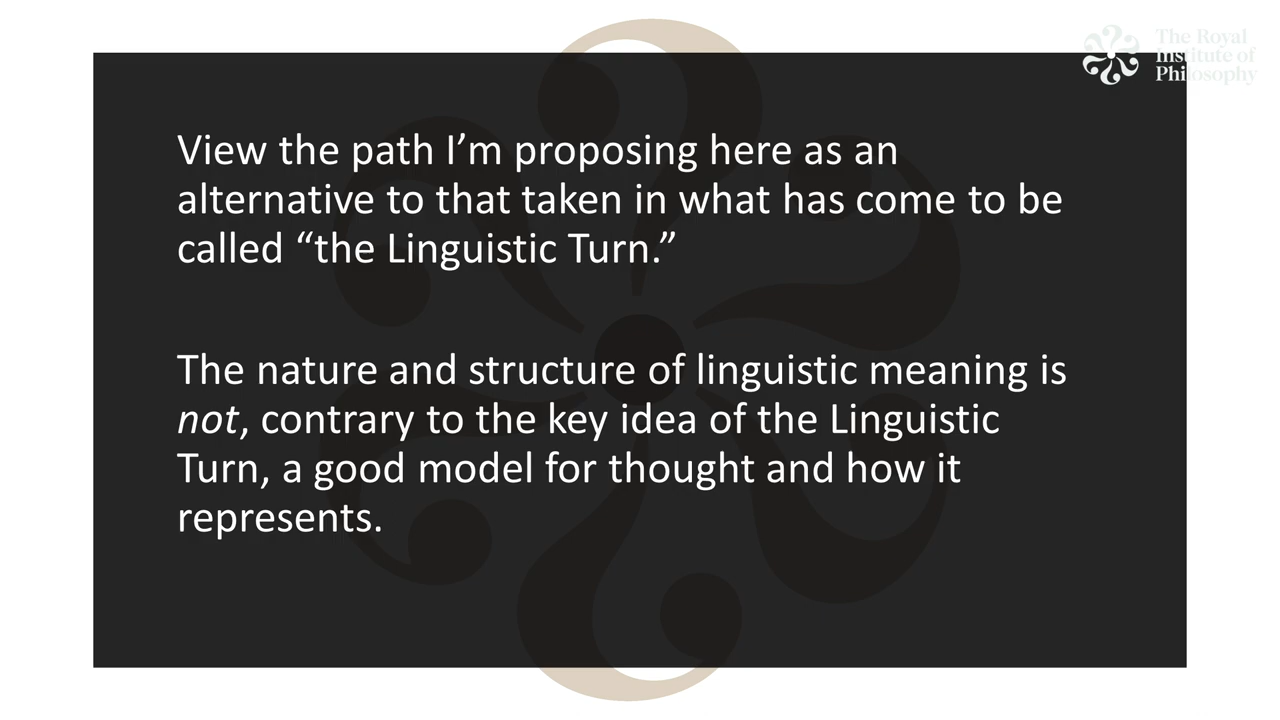 The Royal
Institute of
Philosophy
View the path I’m proposing here as an
alternative to that taken in what has come to be
called “the Linguistic Turn.”
The nature and structure of linguistic meaning is
not, contrary to the key idea of the Linguistic
Turn, a good model for thought and how it
represents.